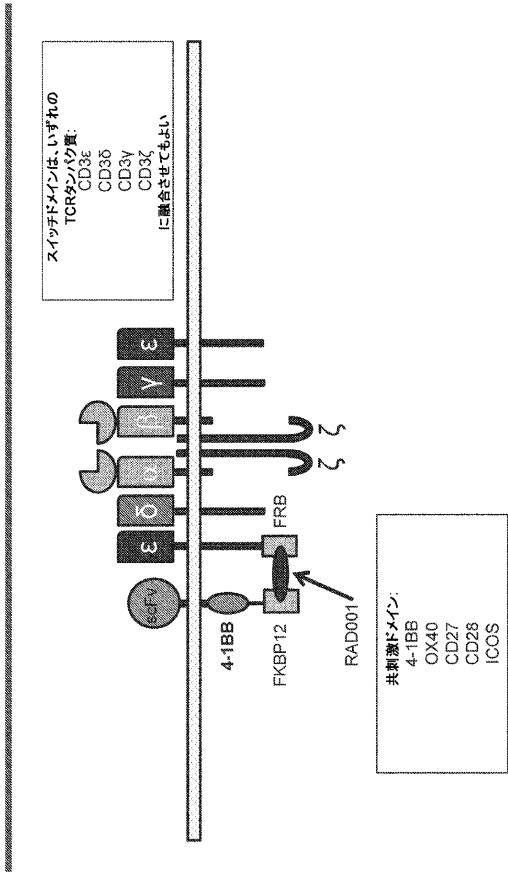 スイッチドメインは、いずれの
TCRタンパク質:
CD3ε
CD3δ
CD3γ
CD3ζ
に融合させてもよい
scFv
ε
δ
α
β
γ
ε
4-1BB
FKBP12
FRB
ζ
ζ
RAD001
共刺激ドメイン:
4-1BB
OX40
CD27
CD28
ICOS